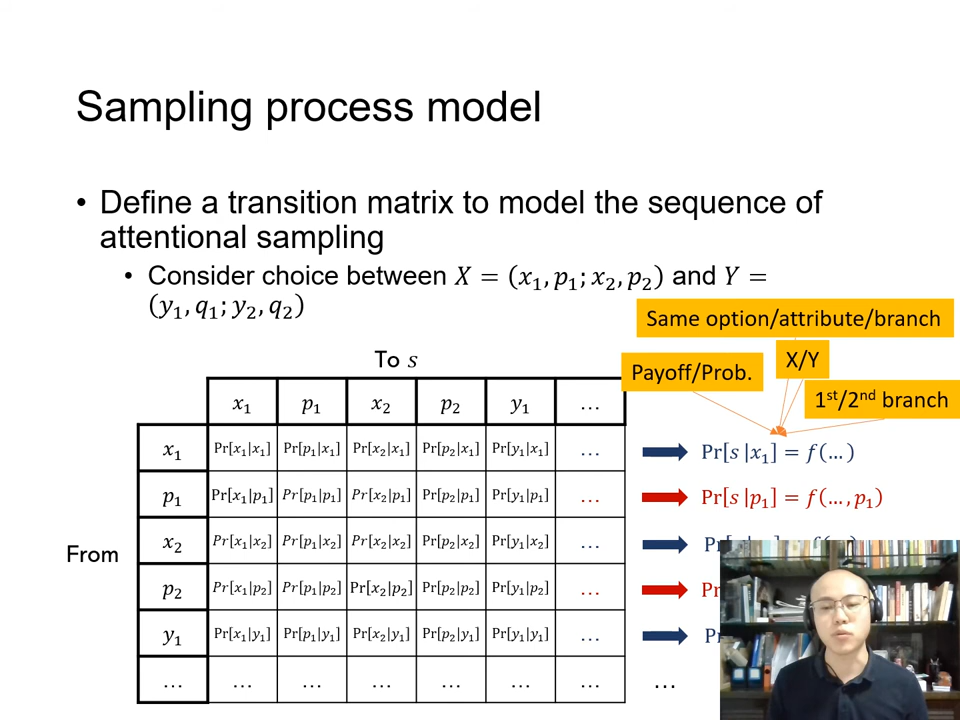 Sampling process model
• Define a transition matrix to model the sequence of
attentional sampling
• Consider choice between X = (x₁, p₁; x₂, p₂) and Y =
(y₁, q₁; y₂, q₂)
Same option/attribute/branch
X/Y
Payoff/Prob.
1st/2nd branch
To s
x₁ p₁ x₂ p₂ y₁ …
From
x₁ Pr[x₁|x₁] Pr[p₁|x₁] Pr[x₂|x₁] Pr[p₂|x₁] Pr[y₁|x₁] … Pr[s|x₁] = f(…)
p₁ Pr[x₁|p₁] Pr[p₁|p₁] Pr[x₂|p₁] Pr[p₂|p₁] Pr[y₁|p₁] … Pr[s|p₁] = f(…, p₁)
x₂ Pr[x₁|x₂] Pr[p₁|x₂] Pr[x₂|x₂] Pr[p₂|x₂] Pr[y₁|x₂] …
p₂ Pr[x₁|p₂] Pr[p₁|p₂] Pr[x₂|p₂] Pr[p₂|p₂] Pr[y₁|p₂] … Pr
y₁ Pr[x₁|y₁] Pr[p₁|y₁] Pr[x₂|y₁] Pr[p₂|y₁] Pr[y₁|y₁] …
… … … … … … … …